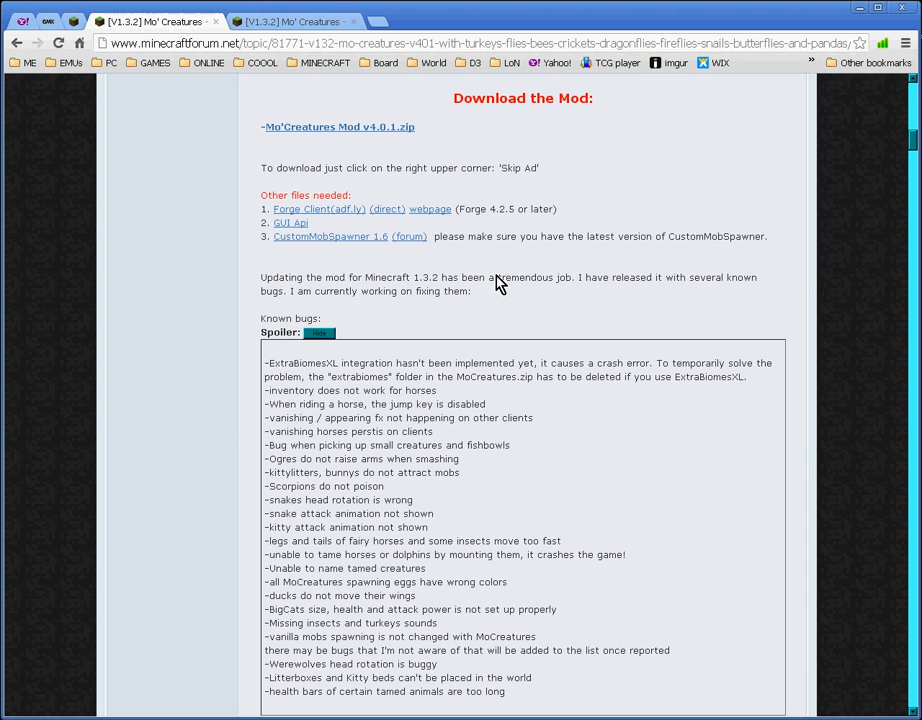 [V1.3.2] Mo' Creatures - [V1.3.2] Mo' Creatures -
www.minecraftforum.net/topic/81771-v132-mo-creatures-v401-with-turkeys-flies-bees-crickets-dragonflies-fireflies-snails-butterflies-and-pandas/
ME EMUs PC GAMES ONLINE COOOL MINECRAFT Board World D3 LoN Yahoo! TCG player imgur WIX » Other bookmarks
Download the Mod:
-Mo'Creatures Mod v4.0.1.zip
To download just click on the right upper corner: 'Skip Ad'
Other files needed:
1. Forge Client(adf.ly) (direct) webpage (Forge 4.2.5 or later)
2. GUI Api
3. CustomMobSpawner 1.6 (forum) please make sure you have the latest version of CustomMobSpawner.
Updating the mod for Minecraft 1.3.2 has been a tremendous job. I have released it with several known
bugs. I am currently working on fixing them:
Known bugs:
Spoiler: Hide
-ExtraBiomesXL integration hasn't been implemented yet, it causes a crash error. To temporarily solve the
problem, the "extrabiomes" folder in the MoCreatures.zip has to be deleted if you use ExtraBiomesXL.
-inventory does not work for horses
-When riding a horse, the jump key is disabled
-vanishing / appearing fx not happening on other clients
-vanishing horses perstis on clients
-Bug when picking up small creatures and fishbowls
-Ogres do not raise arms when smashing
-kittylitters, bunnys do not attract mobs
-Scorpions do not poison
-snakes head rotation is wrong
-snake attack animation not shown
-kitty attack animation not shown
-legs and tails of fairy horses and some insects move too fast
-unable to tame horses or dolphins by mounting them, it crashes the game!
-Unable to name tamed creatures
-all MoCreatures spawning eggs have wrong colors
-ducks do not move their wings
-BigCats size, health and attack power is not set up properly
-Missing insects and turkeys sounds
-vanilla mobs spawning is not changed with MoCreatures
there may be bugs that I'm not aware of that will be added to the list once reported
-Werewolves head rotation is buggy
-Litterboxes and Kitty beds can't be placed in the world
-health bars of certain tamed animals are too long